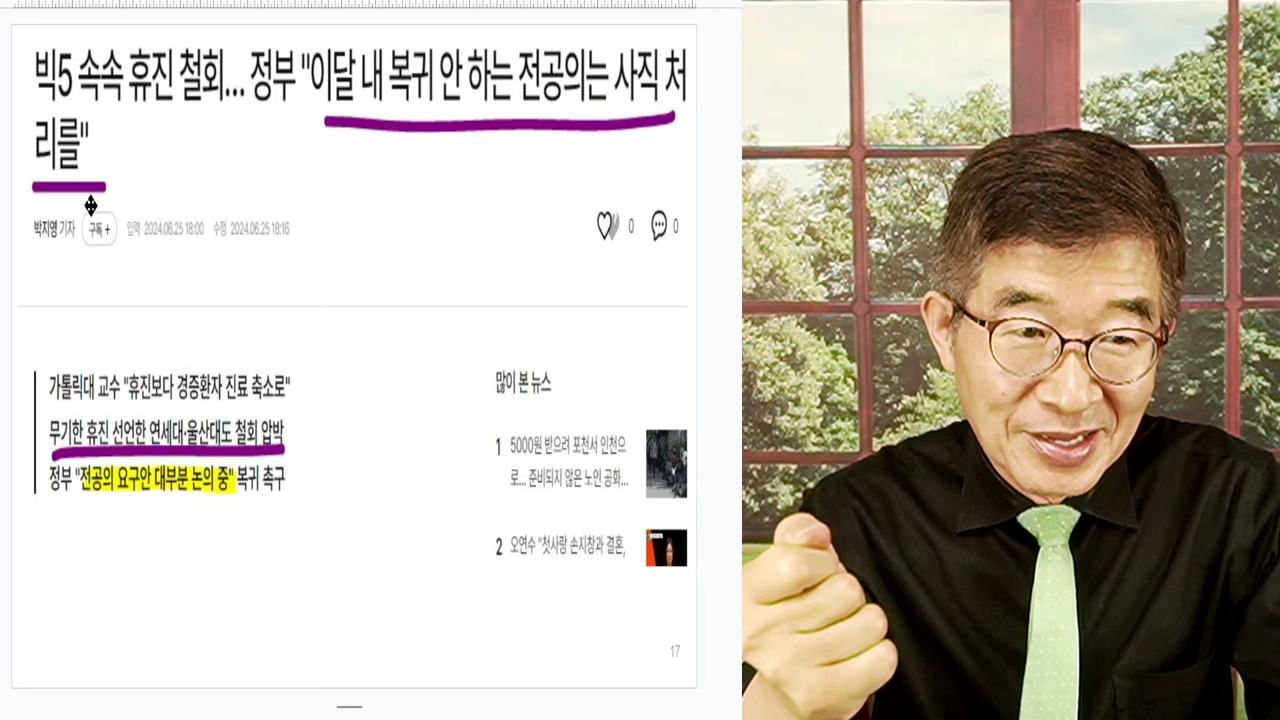 빅5 속속 휴진 철회... 정부 "이달 내 복귀 안 하는 전공의는 사직 처
리를"
박지영 기자 구독 + 입력 2024.06.25 18:00 수정 2024.06.25 18:16 0 0
가톨릭대 교수 "휴진보다 경증환자 진료 축소로"
무기한 휴진 선언한 연세대·울산대도 철회 압박
정부 "전공의 요구안 대부분 논의 중" 복귀 촉구
많이 본 뉴스
1 5000원 받으려 포천서 인천으
로... 준비되지 않은 노인 공화...
2 오연수 "첫사랑 손지창과 결혼,
17